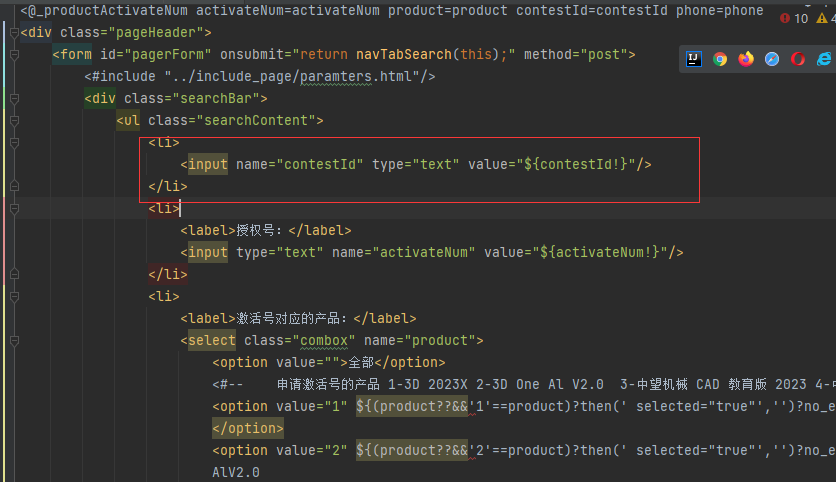 <@_productActivateNum activateNum=activateNum product=product contestId=contestId phone=phone
<div class="pageHeader">
10 4
<form id="pagerForm" onsubmit="return navTabSearch(this);" method="post">
<#include "../include_page/paramters.html"/>
<div class="searchBar">
<ul class="searchContent">
<li>
<input name="contestId" type="text" value="${contestId!}"/>
</li>
<li>
<label>授权号：</label>
<input type="text" name="activateNum" value="${activateNum!}"/>
</li>
<li>
<label>激活号对应的产品：</label>
<select class="combox" name="product">
<option value="">全部</option>
<#-- 申请激活号的产品 1-3D 2023X 2-3D One Al V2.0 3-中望机械 CAD 教育版 2023 4-
<option value="1" ${(product??&&'1'==product)?then(' selected="true"','')?no_e
</option>
<option value="2" ${(product??&&'2'==product)?then(' selected="true"','')?no_e
AlV2.0